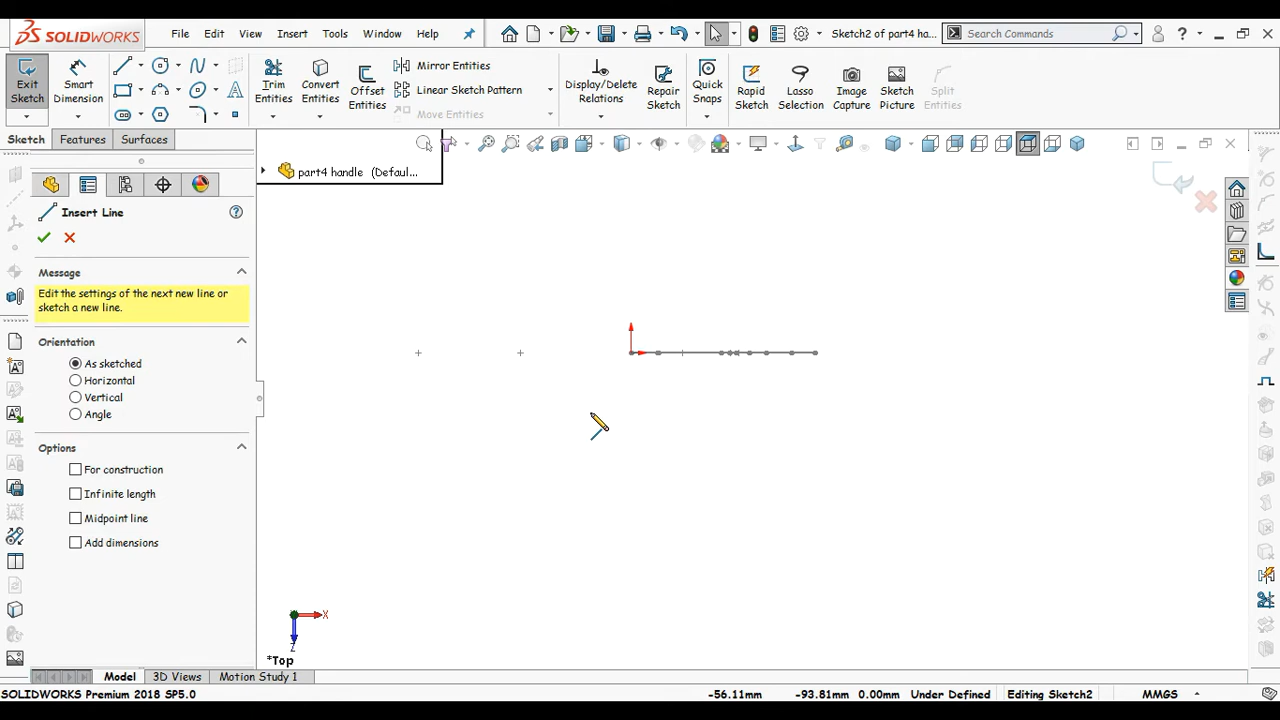 SOLIDWORKS
File Edit View Insert Tools Window Help
Sketch2 of part4 ha...
Search Commands
Exit Sketch
Smart Dimension
Trim Entities
Convert Entities
Offset Entities
Mirror Entities
Linear Sketch Pattern
Move Entities
Display/Delete Relations
Repair Sketch
Quick Snaps
Rapid Sketch
Lasso Selection
Image Capture
Sketch Picture
Split Entities
Sketch Features Surfaces
part4 handle (Defaul...
Insert Line
Message
Edit the settings of the next new line or
sketch a new line.
Orientation
As sketched
Horizontal
Vertical
Angle
Options
For construction
Infinite length
Midpoint line
Add dimensions
X
Z
*Top
Model 3D Views Motion Study 1
SOLIDWORKS Premium 2018 SP5.0
-56.11mm -93.81mm 0.00mm Under Defined Editing Sketch2 MMGS